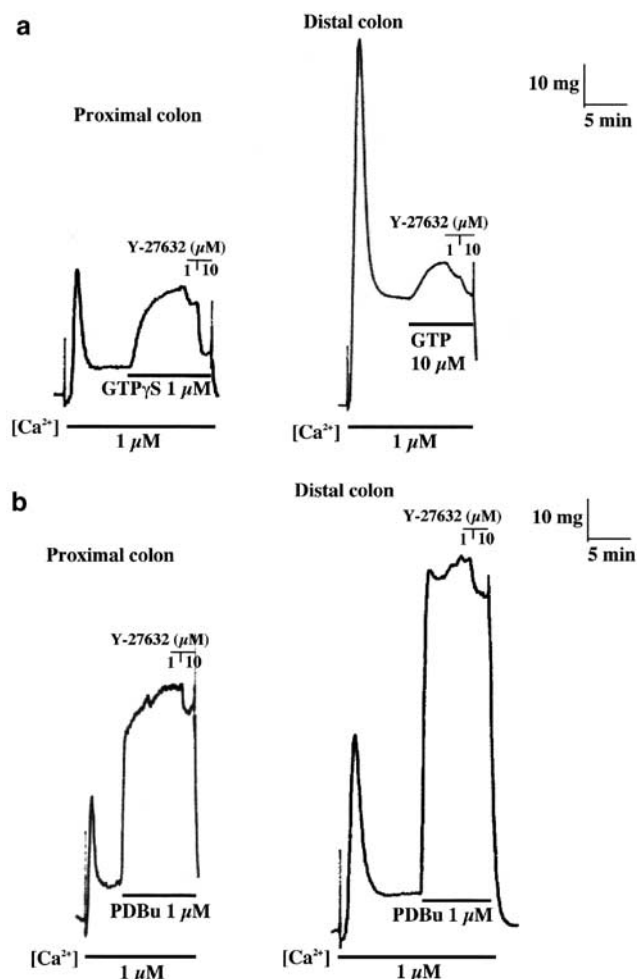 a
Distal colon
10 mg
5 min
Proximal colon
Y-27632 (µM)
1 10
Y-27632 (µM)
1 10
GTPγS 1 µM
GTP
10 µM
[Ca²⁺]
1 µM
[Ca²⁺]
1 µM
b
Distal colon
10 mg
5 min
Y-27632 (µM)
1 10
Proximal colon
Y-27632 (µM)
1 10
PDBu 1 µM
PDBu 1 µM
[Ca²⁺]
1 µM
[Ca²⁺]
1 µM